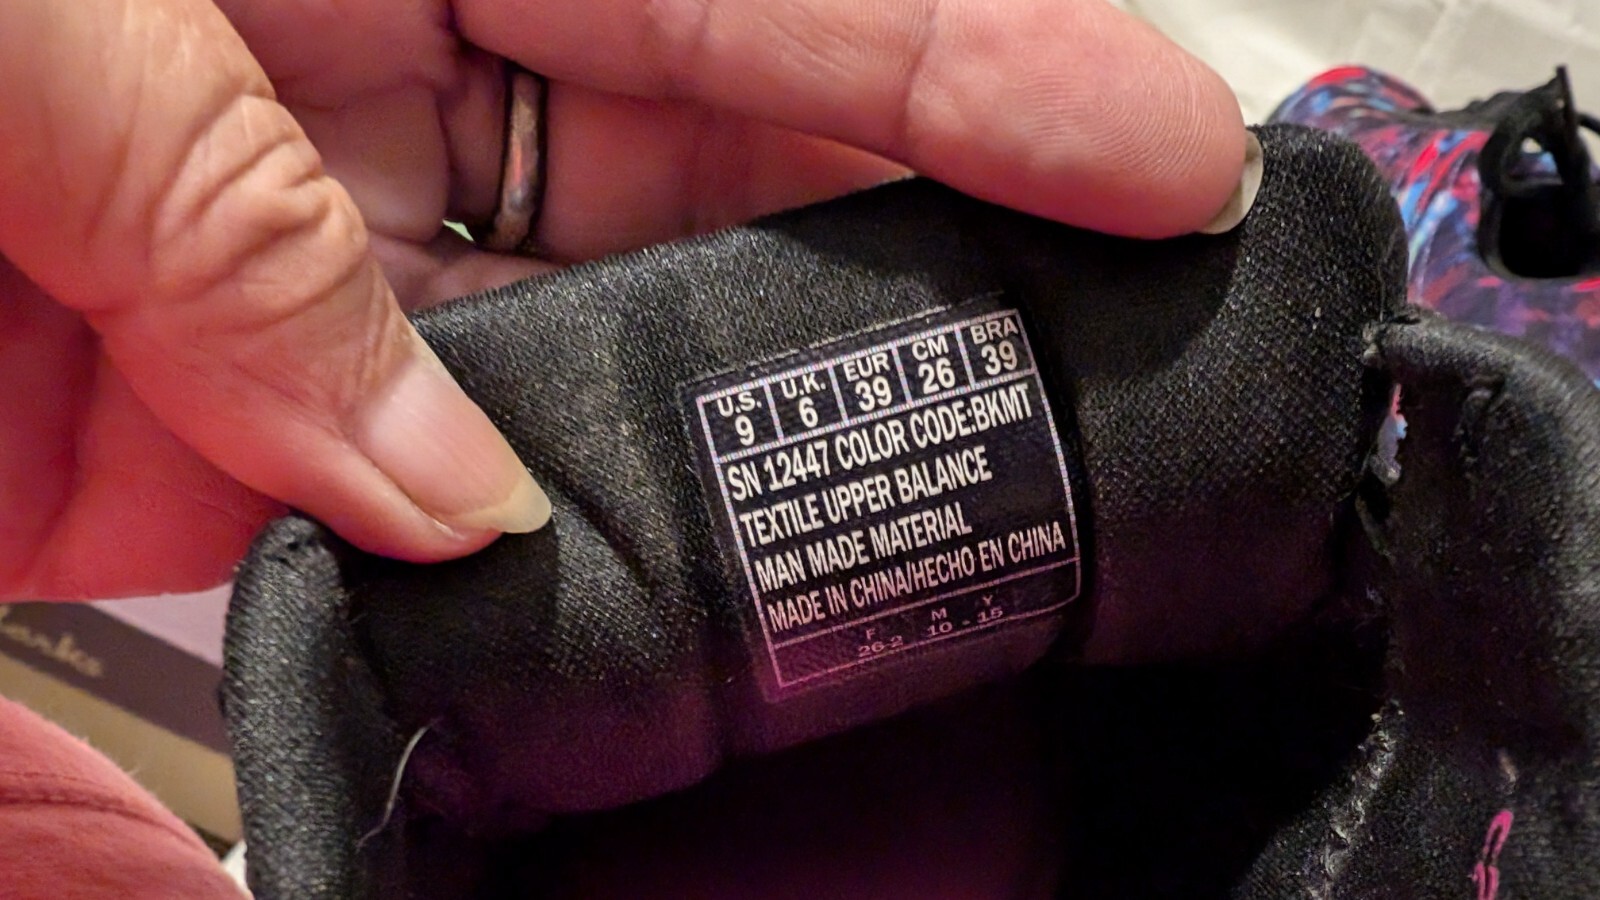 U.S. U.K. EUR CM BRA
9 6 39 26 39
SN 12447 COLOR CODE:BKMT
TEXTILE UPPER BALANCE
MAN MADE MATERIAL
MADE IN CHINA/HECHO EN CHINA
F M Y
26-2 10 - 15